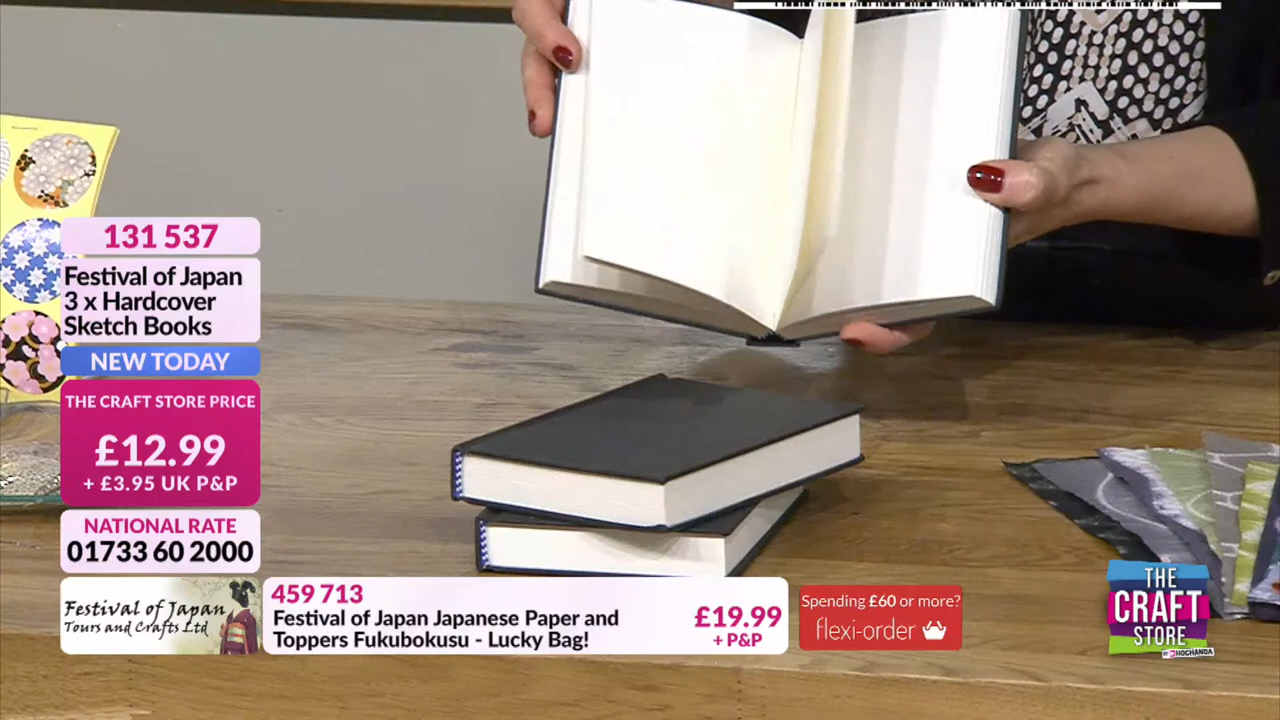 131 537
Festival of Japan
3 x Hardcover
Sketch Books
NEW TODAY
THE CRAFT STORE PRICE
£12.99
+ £3.95 UK P&P
NATIONAL RATE
01733 60 2000
Festival of Japan
Tours and Crafts Ltd
459 713
Festival of Japan Japanese Paper and
Toppers Fukubokusu - Lucky Bag!
£19.99
+ P&P
Spending £60 or more?
flexi-order
THE
CRAFT
STORE
BY HOCHANDA